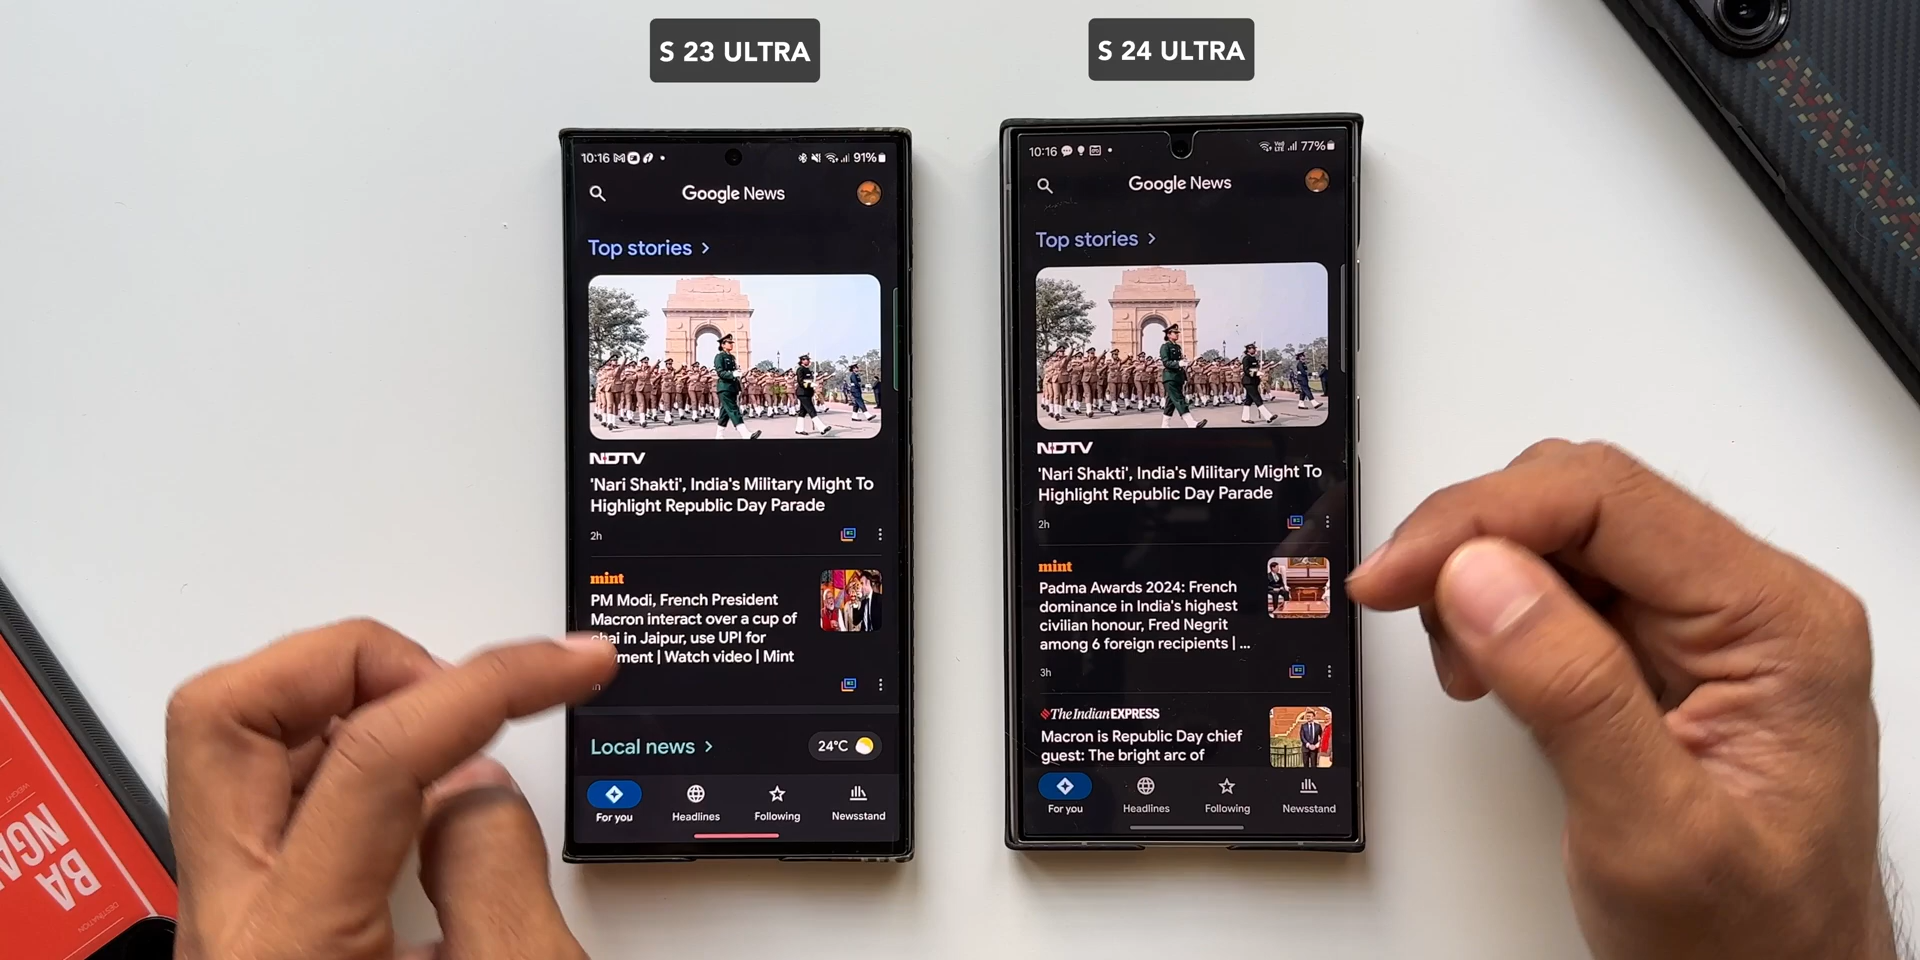 S 23 ULTRA
S 24 ULTRA
10:16
91%
Google News
Top stories >
NDTV
'Nari Shakti', India's Military Might To
Highlight Republic Day Parade
2h
mint
PM Modi, French President
Macron interact over a cup of
chai in Jaipur, use UPI for
Watch video | Mint
Local news >
24°C
For you
Headlines
Following
Newsstand
10:16
77%
Google News
Top stories >
NDTV
'Nari Shakti', India's Military Might To
Highlight Republic Day Parade
2h
mint
Padma Awards 2024: French
dominance in India's highest
civilian honour, Fred Negrit
among 6 foreign recipients | ...
3h
The Indian EXPRESS
Macron is Republic Day chief
guest: The bright arc of
For you
Headlines
Following
Newsstand
WEIGHT
BA
DESTINATION